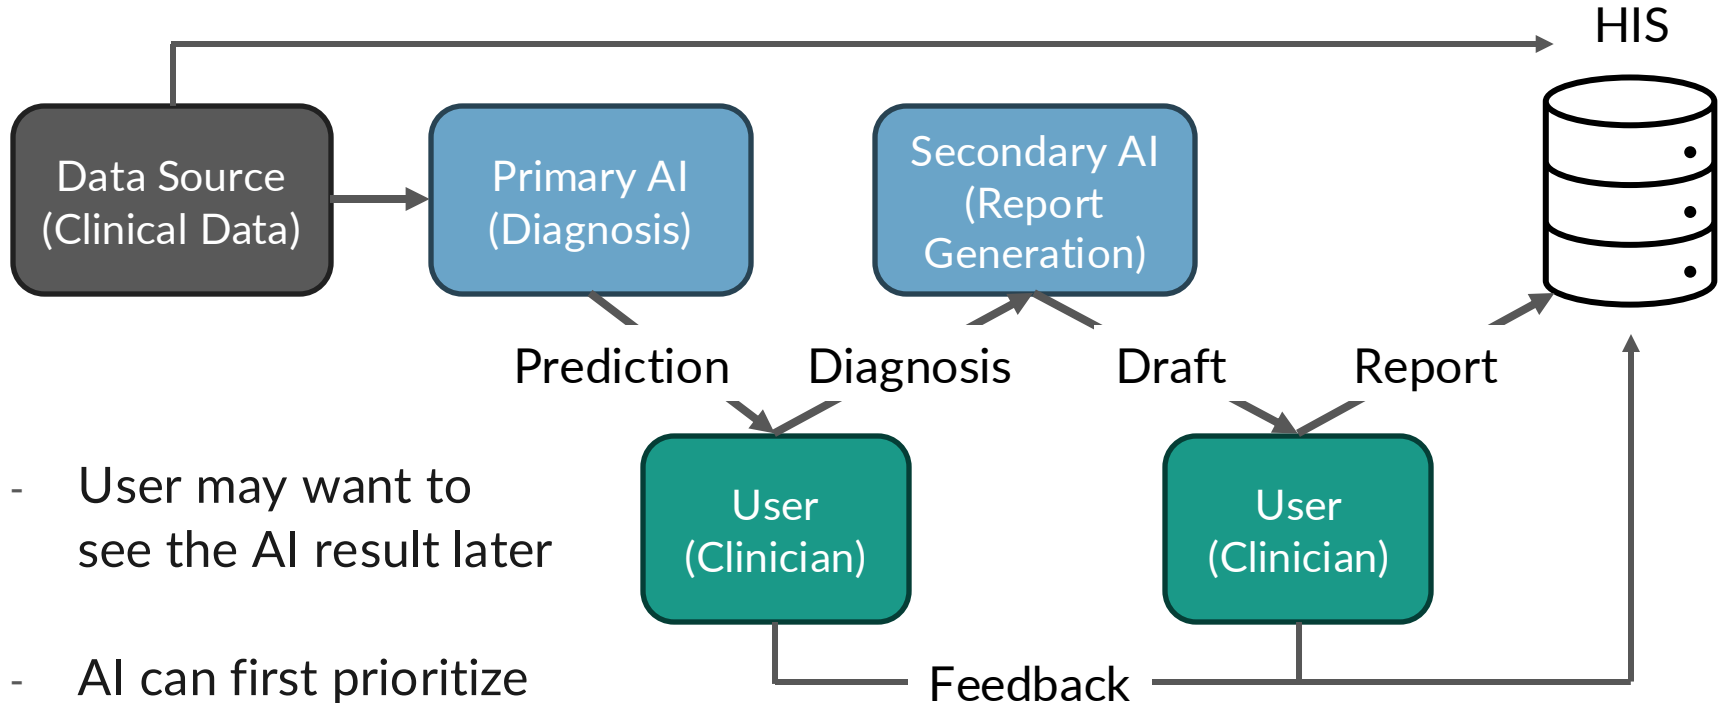 HIS
Data Source
(Clinical Data)
Primary AI
(Diagnosis)
Secondary AI
(Report
Generation)
Prediction
Diagnosis
Draft
Report
User
(Clinician)
User
(Clinician)
- User may want to
see the AI result later
- AI can first prioritize
Feedback